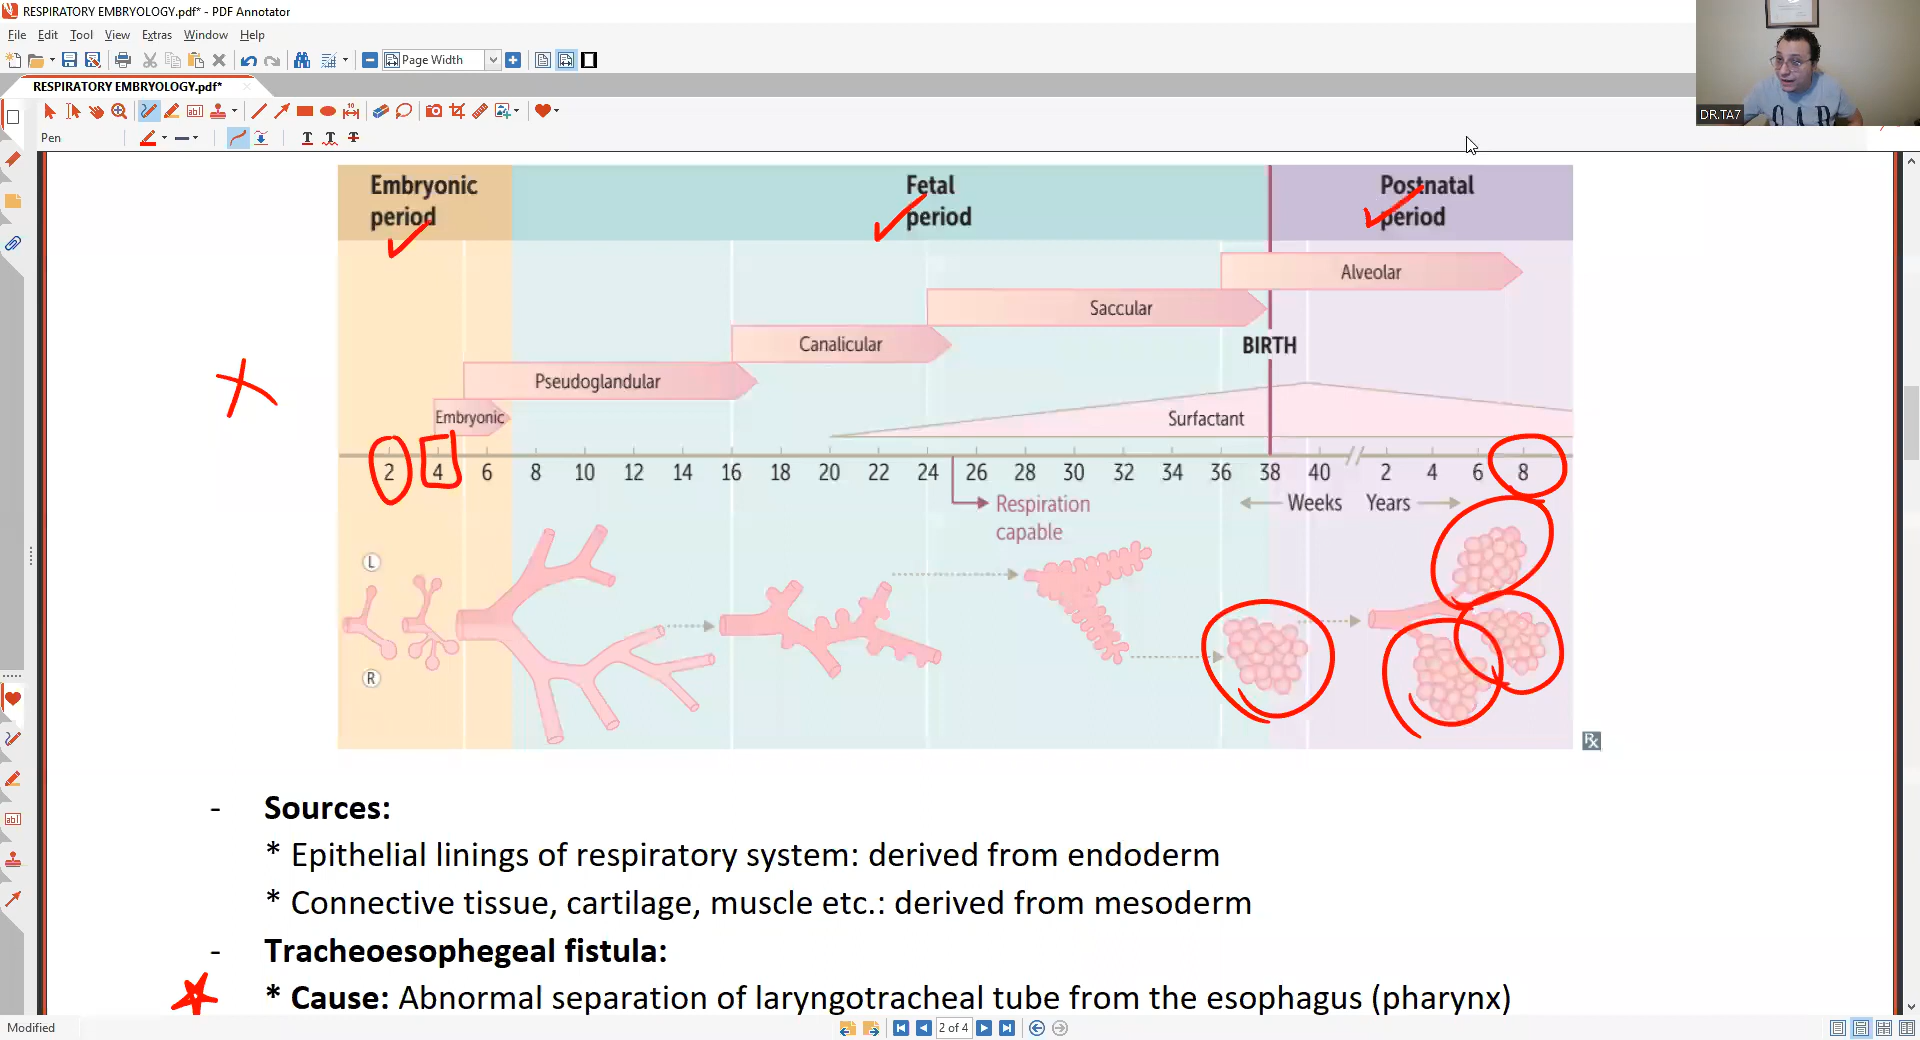 RESPIRATORY EMBRYOLOGY.pdf* - PDF Annotator
File Edit Tool View Extras Window Help
Page Width
RESPIRATORY EMBRYOLOGY.pdf*
Pen
DR.TA7
Embryonic period
Fetal period
Postnatal period
Alveolar
Saccular
Canalicular
BIRTH
Pseudoglandular
Embryonic
Surfactant
2 4 6 8 10 12 14 16 18 20 22 24 26 28 30 32 34 36 38 40 2 4 6 8
Weeks Years
Respiration capable
L
R
Rx
- Sources:
* Epithelial linings of respiratory system: derived from endoderm
* Connective tissue, cartilage, muscle etc.: derived from mesoderm
- Tracheoesophegeal fistula:
* Cause: Abnormal separation of laryngotracheal tube from the esophagus (pharynx)
Modified
2 of 4